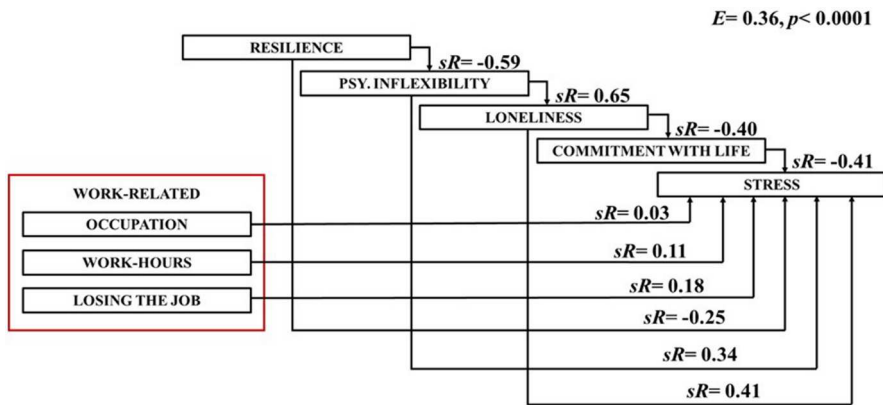 E= 0.36, p< 0.0001
RESILIENCE
sR= -0.59
PSY. INFLEXIBILITY
sR= 0.65
LONELINESS
sR= -0.40
COMMITMENT WITH LIFE
sR= -0.41
STRESS
WORK-RELATED
OCCUPATION
sR= 0.03
WORK-HOURS
sR= 0.11
LOSING THE JOB
sR= 0.18
sR= -0.25
sR= 0.34
sR= 0.41